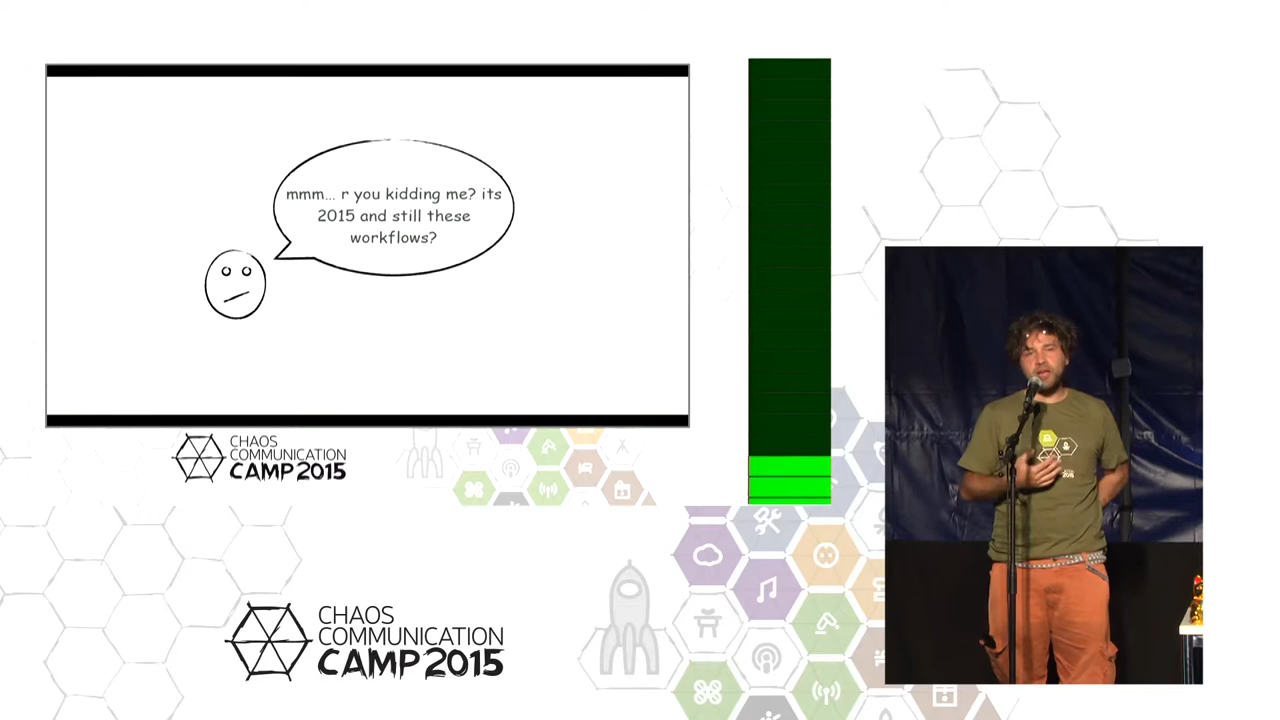 mmm... r you kidding me? its
2015 and still these
workflows?
CHAOS
COMMUNICATION
CAMP 2015
CHAOS
COMMUNICATION
CAMP 2015